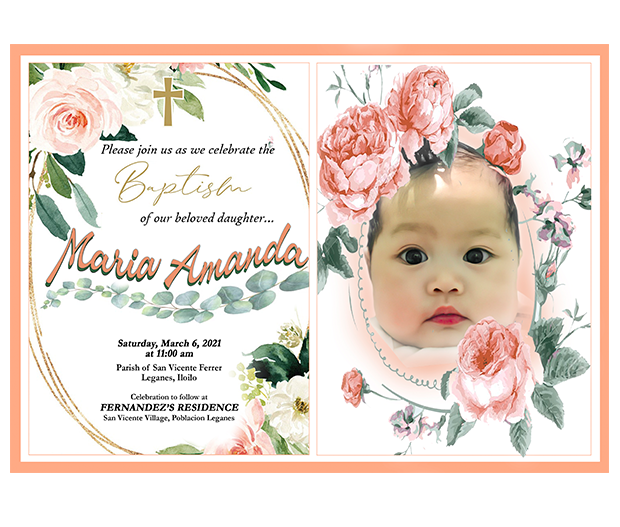 Please join us as we celebrate the
Baptism
of our beloved daughter...
Maria Amanda
Saturday, March 6, 2021
at 11:00 am
Parish of San Vicente Ferrer
Leganes, Iloilo
Celebration to follow at
FERNANDEZ'S RESIDENCE
San Vicente Village, Poblacion Leganes